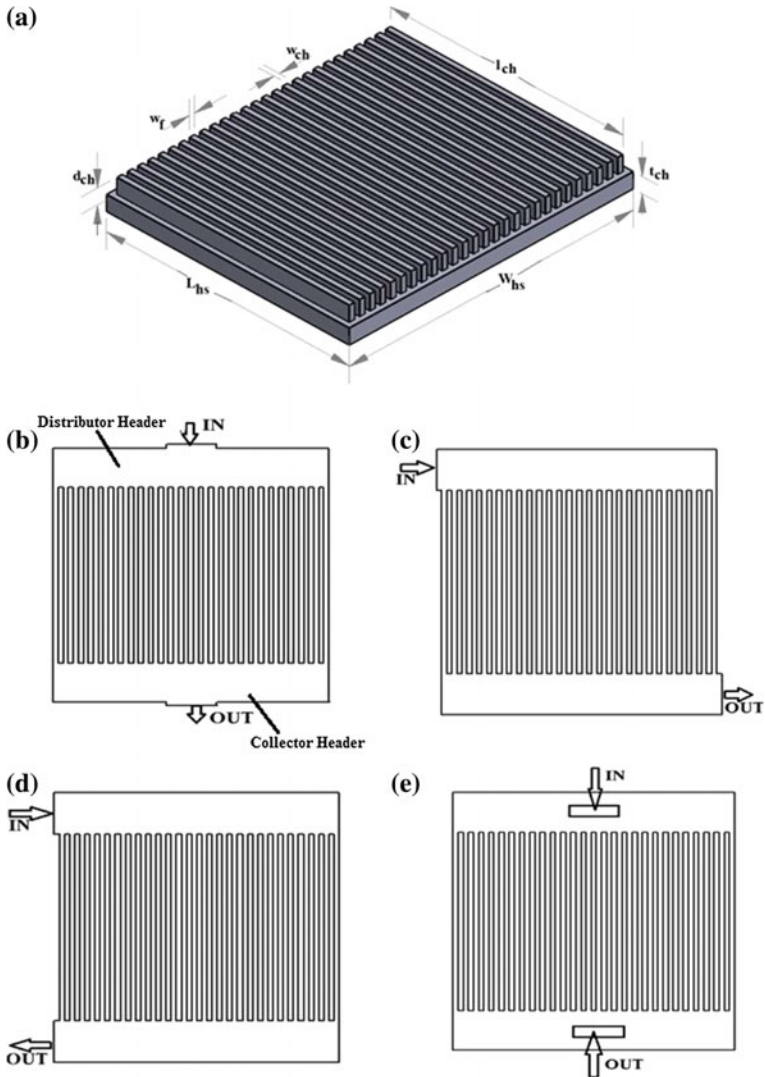 (a)
w_ch
l_ch
w_f
d_ch
t_ch
L_hs
W_hs
(b)
Distributor Header
IN
OUT
Collector Header
(c)
IN
OUT
(d)
IN
OUT
(e)
IN
OUT